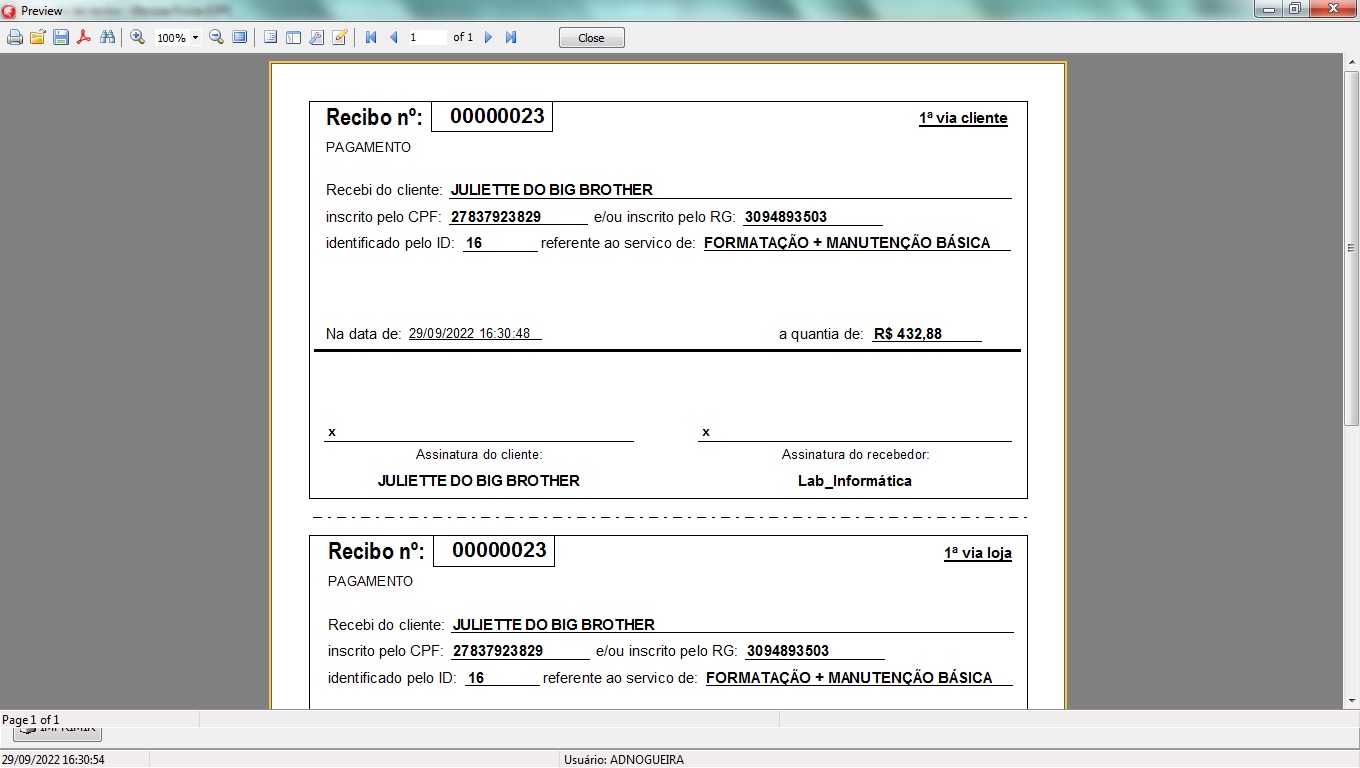 Preview
100%
1 of 1
Close
Recibo nº: 00000023 1ª via cliente
PAGAMENTO
Recebi do cliente: JULIETTE DO BIG BROTHER
inscrito pelo CPF: 27837923829 e/ou inscrito pelo RG: 3094893503
identificado pelo ID: 16 referente ao servico de: FORMATAÇÃO + MANUTENÇÃO BÁSICA
Na data de: 29/09/2022 16:30:48 a quantia de: R$ 432,88
x x
Assinatura do cliente: Assinatura do recebedor:
JULIETTE DO BIG BROTHER Lab_Informática
Recibo nº: 00000023 1ª via loja
PAGAMENTO
Recebi do cliente: JULIETTE DO BIG BROTHER
inscrito pelo CPF: 27837923829 e/ou inscrito pelo RG: 3094893503
identificado pelo ID: 16 referente ao servico de: FORMATAÇÃO + MANUTENÇÃO BÁSICA
Page 1 of 1
IMPRIMIR
29/09/2022 16:30:54 Usuário: ADNOGUEIRA